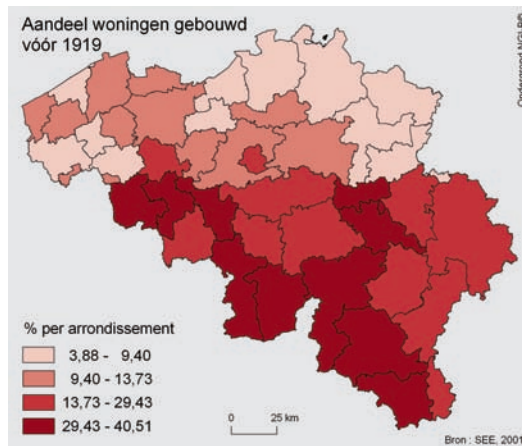 Aandeel woningen gebouwd
vóór 1919
% per arrondissement
3,88 - 9,40
9,40 - 13,73
13,73 - 29,43
29,43 - 40,51
0 25 km
Bron : SEE, 2001